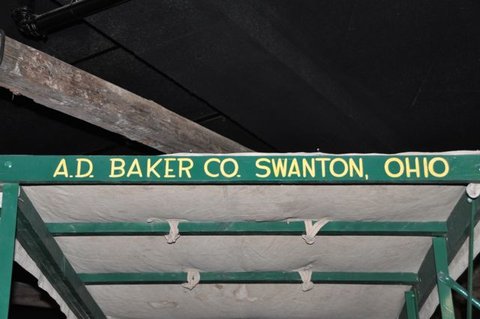 A.D. BAKER CO. SWANTON, OHIO